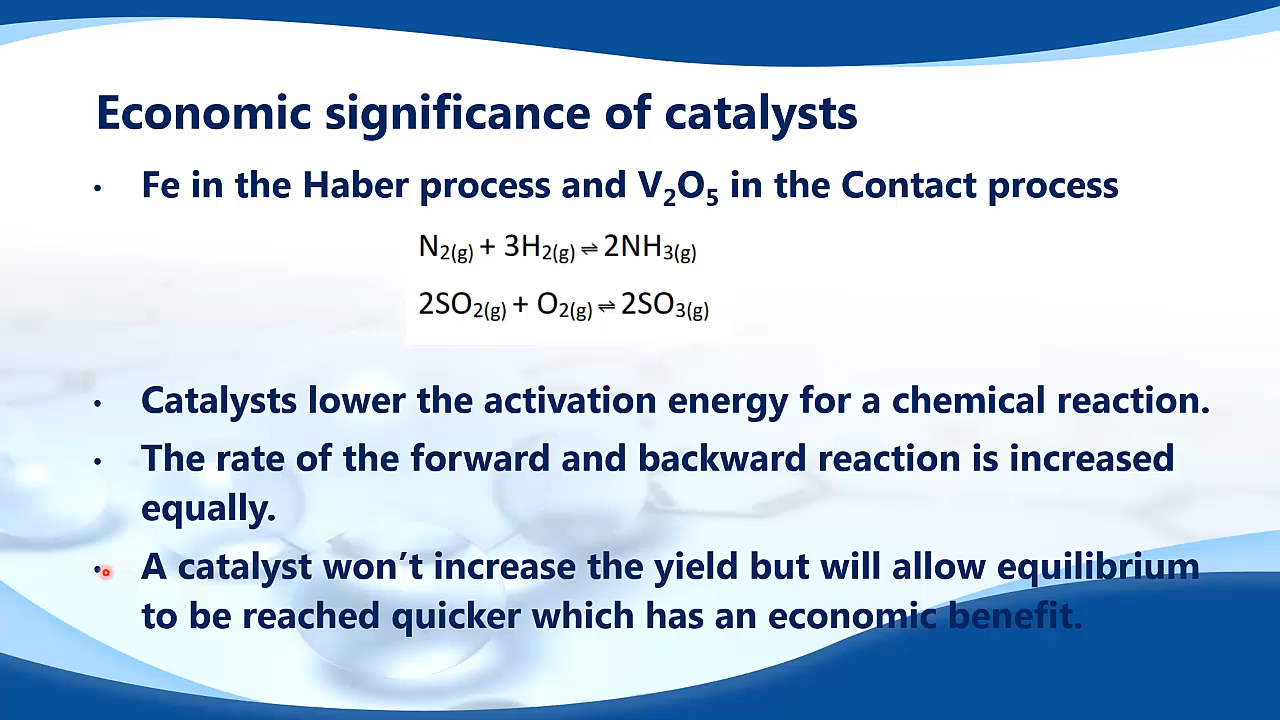 Economic significance of catalysts
• Fe in the Haber process and V₂O₅ in the Contact process
N₂(g) + 3H₂(g) ⇌ 2NH₃(g)
2SO₂(g) + O₂(g) ⇌ 2SO₃(g)
• Catalysts lower the activation energy for a chemical reaction.
• The rate of the forward and backward reaction is increased
equally.
• A catalyst won’t increase the yield but will allow equilibrium
to be reached quicker which has an economic benefit.